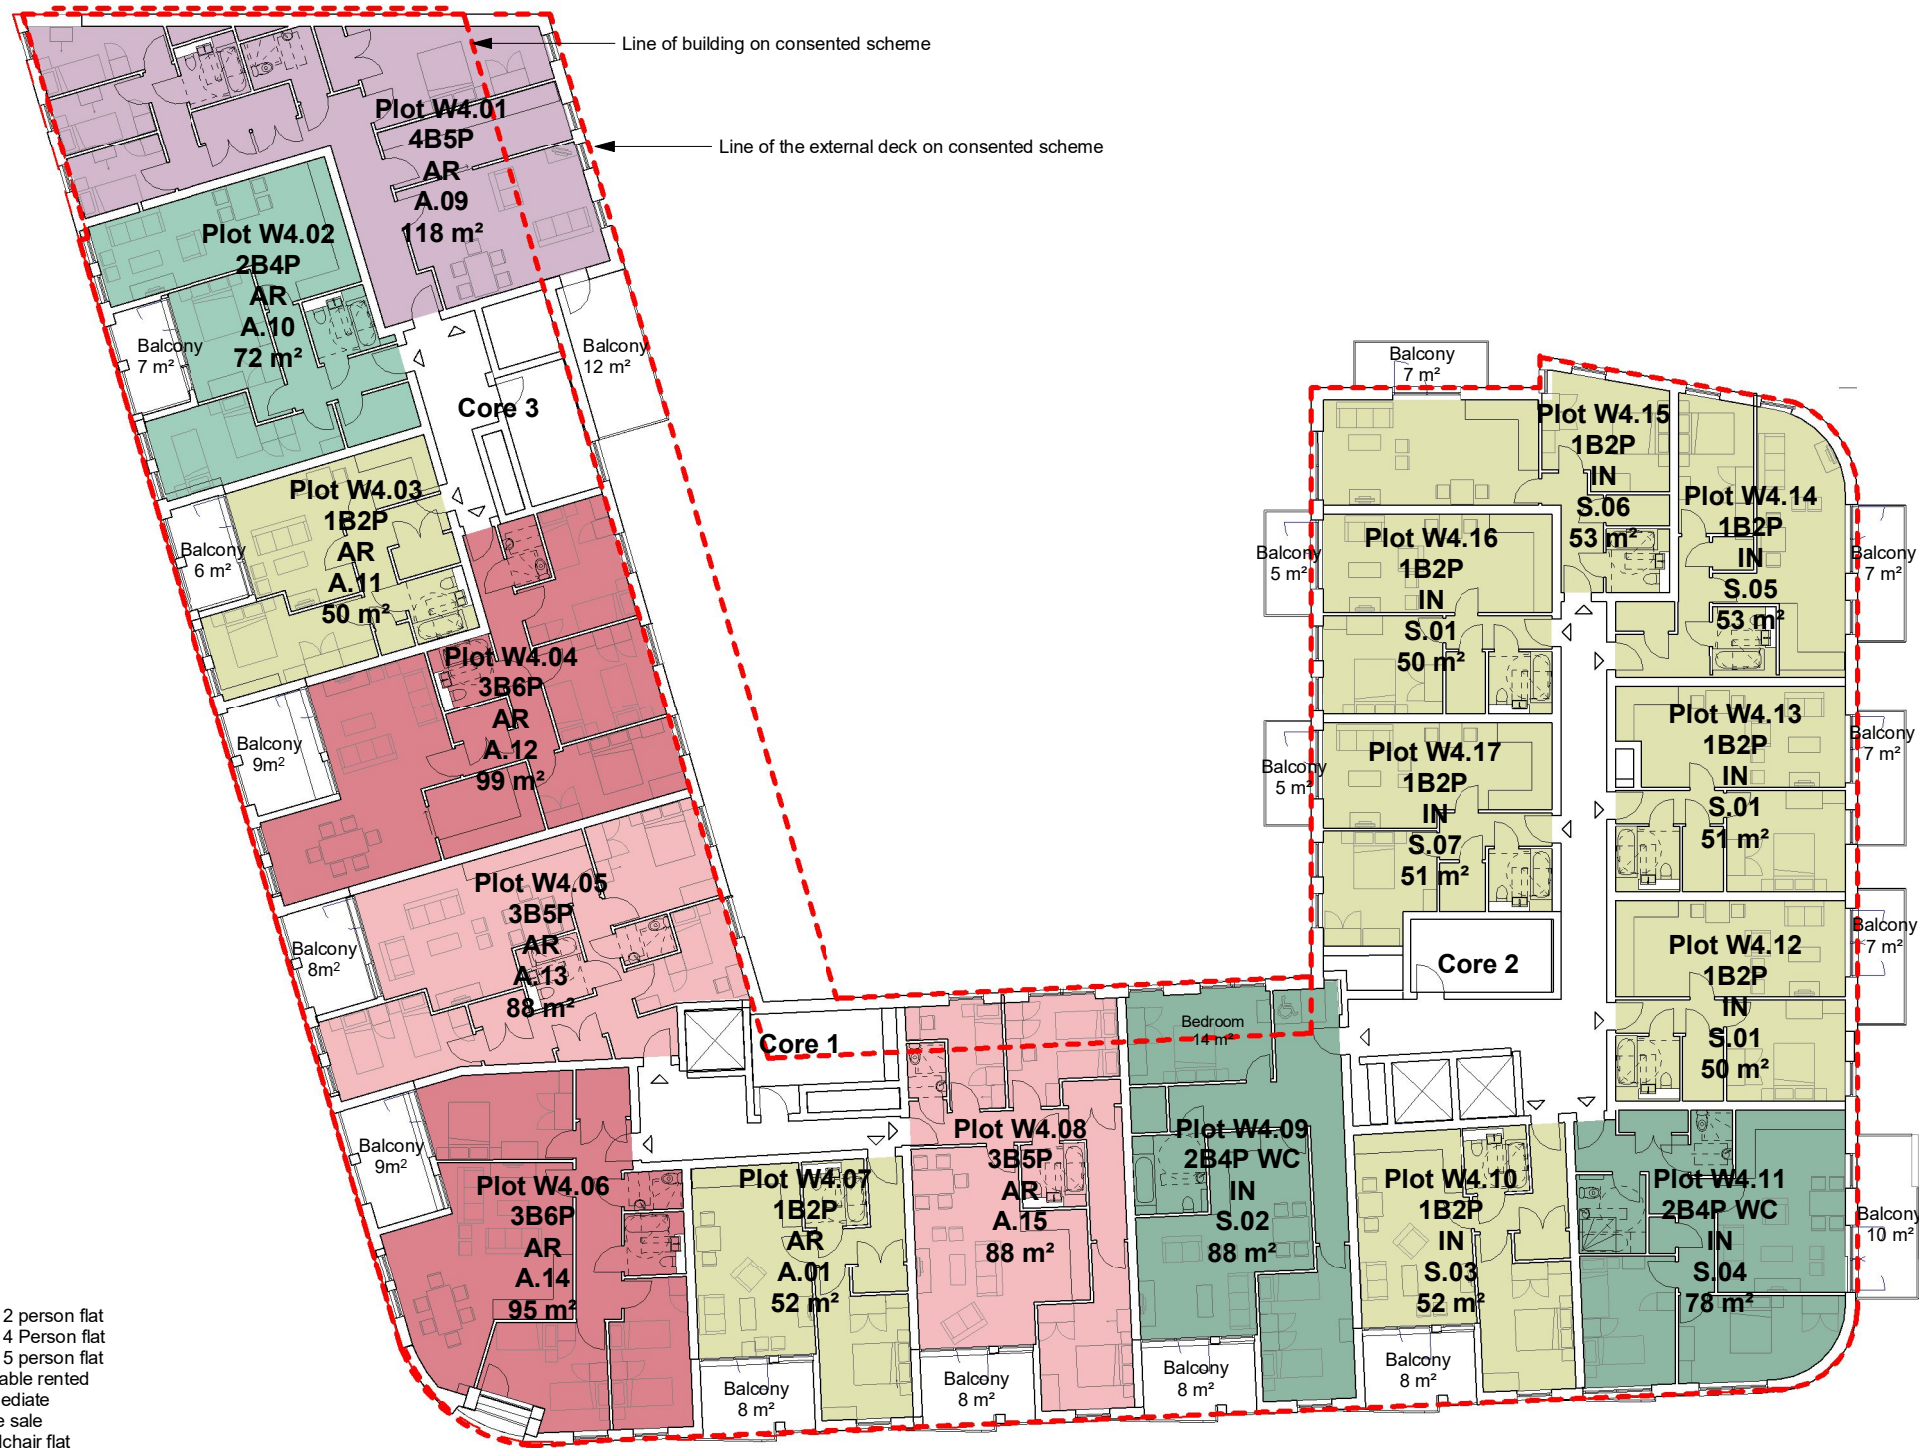 Line of building on consented scheme
Line of the external deck on consented scheme
Plot W4.01
4B5P
AR
A.09
118 m²
Plot W4.02
2B4P
AR
A.10
72 m²
Balcony
7 m²
Balcony
12 m²
Core 3
Plot W4.03
1B2P
AR
A.11
50 m²
Balcony
6 m²
Plot W4.04
3B6P
AR
A.12
99 m²
Balcony
9m²
Plot W4.05
3B5P
AR
A.13
88 m²
Balcony
8m²
Core 1
Plot W4.06
3B6P
AR
A.14
95 m²
Balcony
9m²
Plot W4.07
1B2P
AR
A.01
52 m²
Balcony
8 m²
Plot W4.08
3B5P
AR
A.15
88 m²
Balcony
8 m²
Bedroom
14 m²
Plot W4.09
2B4P WC
IN
S.02
88 m²
Balcony
8 m²
Plot W4.10
1B2P
IN
S.03
52 m²
Balcony
8 m²
Plot W4.11
2B4P WC
IN
S.04
78 m²
Balcony
10 m²
Plot W4.12
1B2P
IN
S.01
50 m²
Balcony
7 m²
Plot W4.13
1B2P
IN
S.01
51 m²
Balcony
7 m²
Plot W4.14
1B2P
IN
S.05
53 m²
Balcony
7 m²
Plot W4.15
1B2P
IN
S.06
53 m²
Balcony
7 m²
Plot W4.16
1B2P
IN
S.01
50 m²
Balcony
5 m²
Plot W4.17
1B2P
IN
S.07
51 m²
Balcony
5 m²
Core 2
2 person flat
4 Person flat
5 person flat
able rented
ediate
e sale
lchair flat